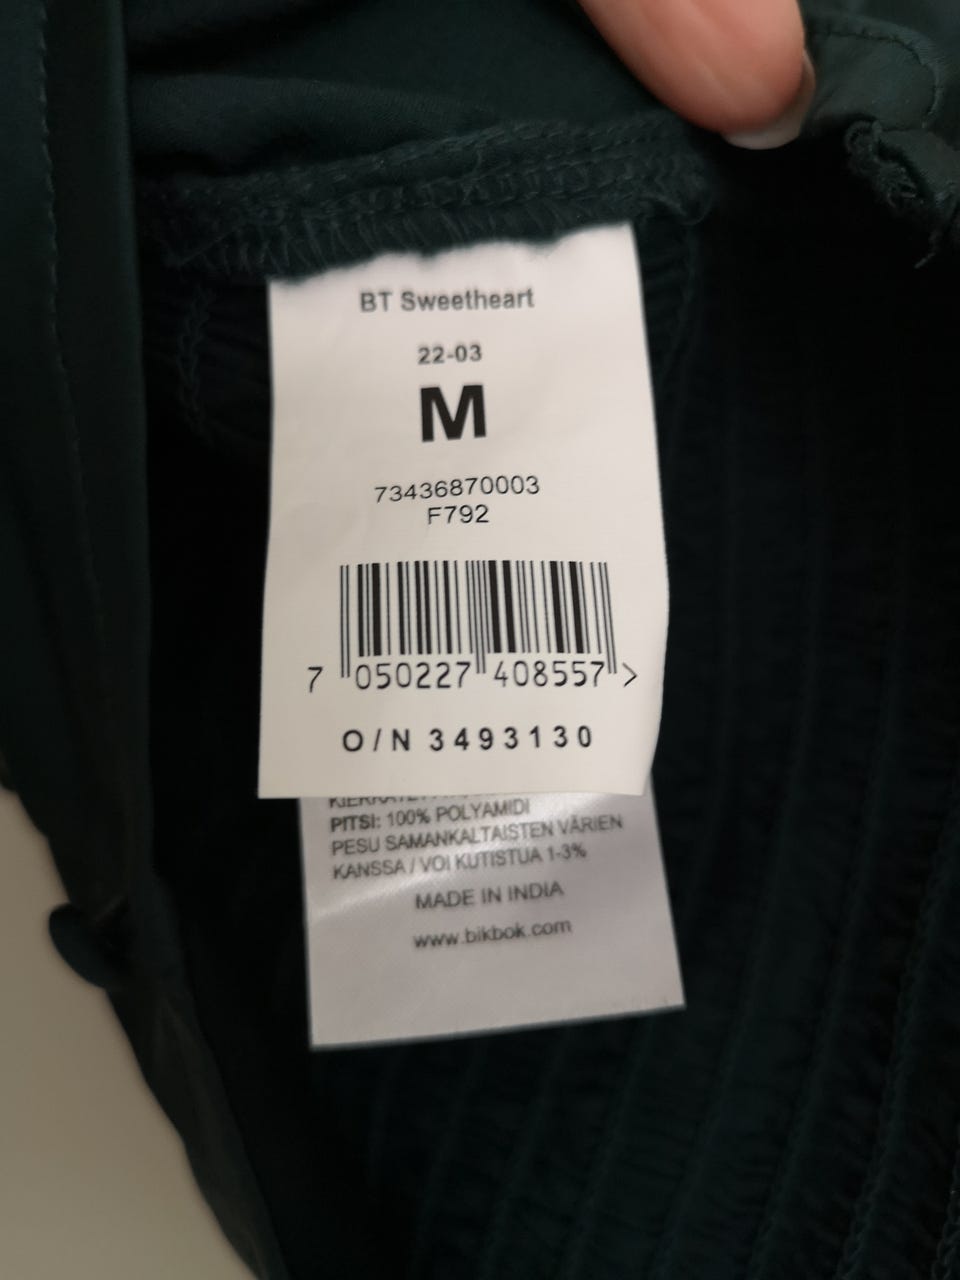 BT Sweetheart
22-03
M
73436870003
F792
7 050227 408557 >
O/N 3493130
PITSI: 100% POLYAMIDI
PESU SAMANKALTAISTEN VÄRIEN
KANSSA / VOI KUTISTUA 1-3%
MADE IN INDIA
www.bikbok.com